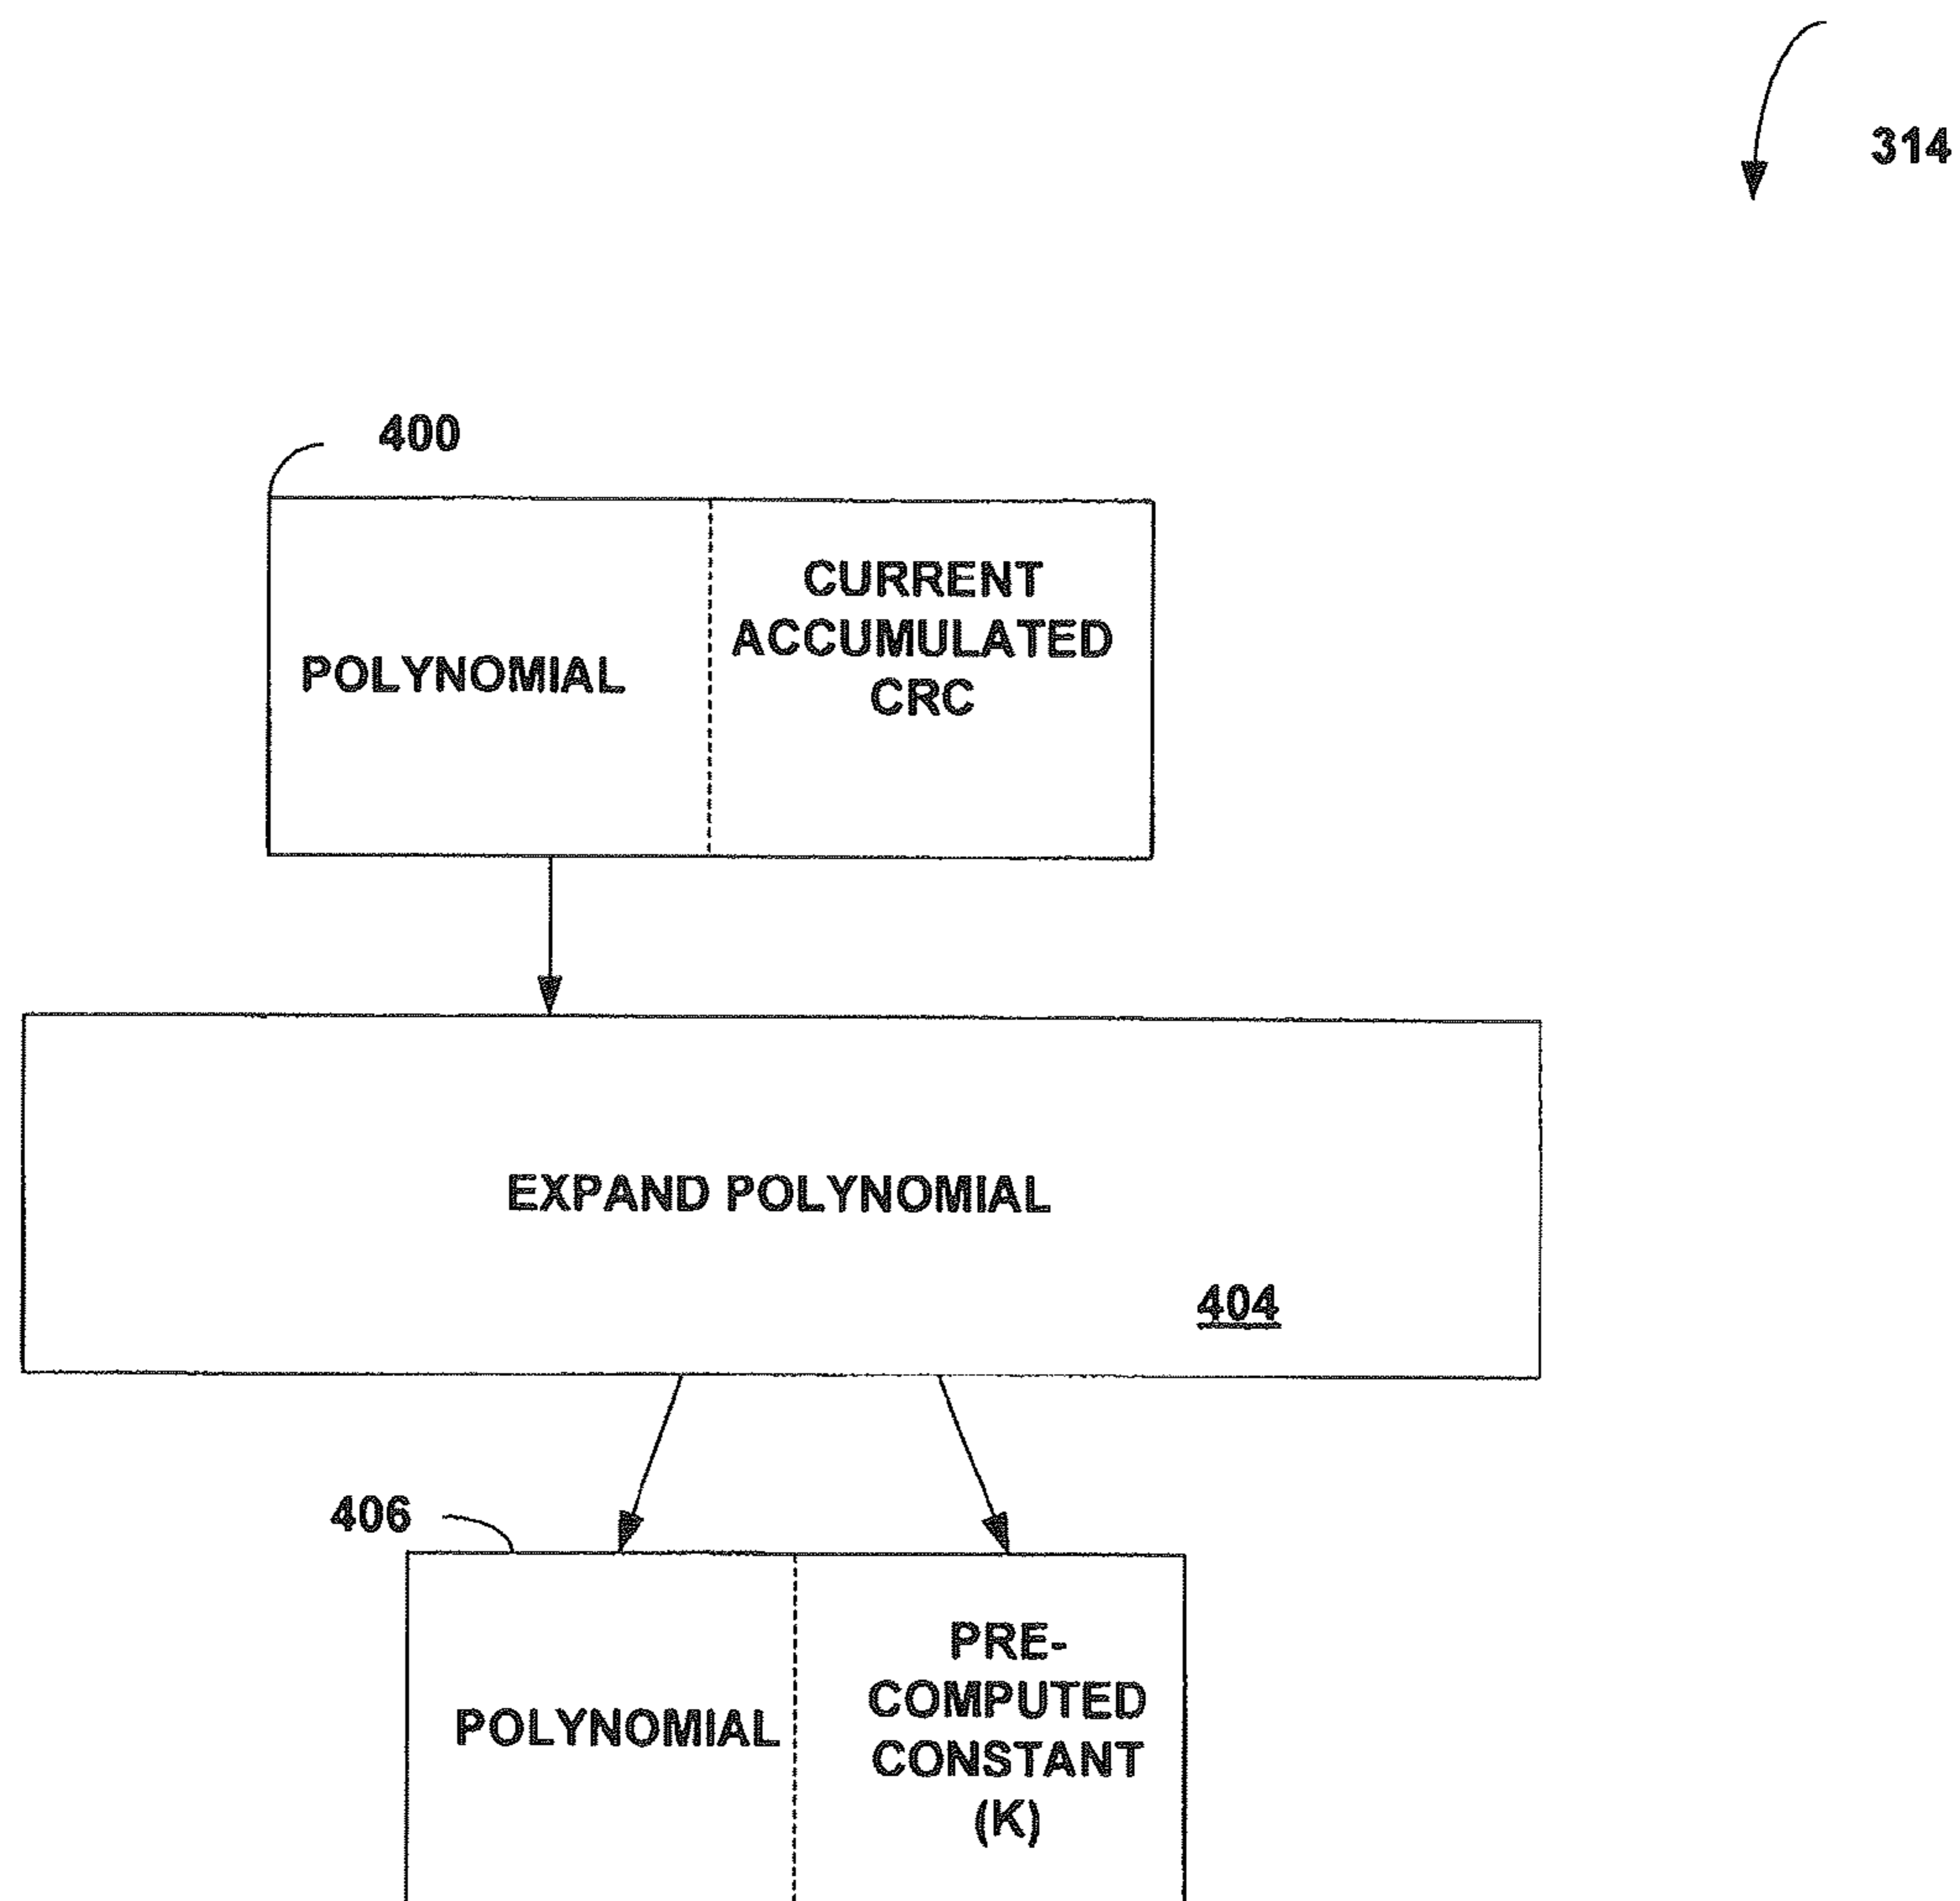 314
400
POLYNOMIAL
CURRENT
ACCUMULATED
CRC
EXPAND POLYNOMIAL
404
406
POLYNOMIAL
PRE-
COMPUTED
CONSTANT
(K)